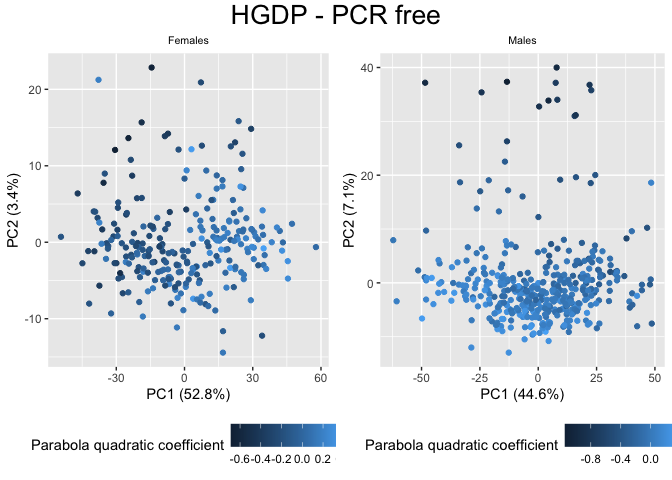 HGDP - PCR free
Females
Males
PC2 (3.4%)
20
10
0
-10
-30
0
30
60
PC1 (52.8%)
PC2 (7.1%)
40
20
0
-50
-25
0
25
50
PC1 (44.6%)
Parabola quadratic coefficient
-0.6 -0.4 -0.2 0.0 0.2
Parabola quadratic coefficient
-0.8 -0.4 0.0